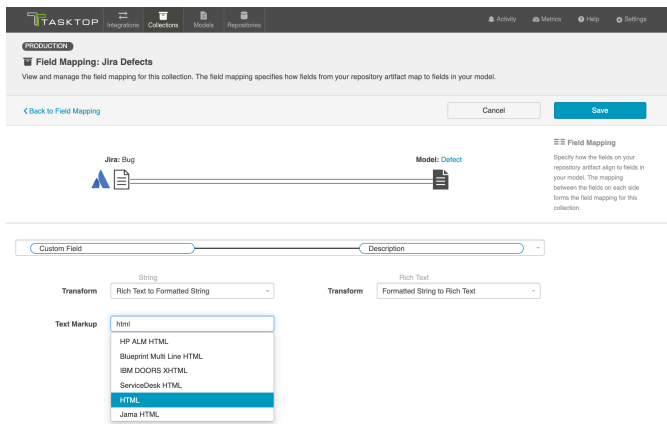 TASKTOP
Integrations Collections Models Repositories
Activity Metrics Help Settings
PRODUCTION
Field Mapping: Jira Defects
View and manage the field mapping for this collection. The field mapping specifies how fields from your repository artifact map to fields in your model.
Back to Field Mapping
Cancel
Save
Field Mapping
Specify how the fields on your
repository artifact align to fields in
your model. The mapping
between the fields on each side
forms the field mapping for this
collection.
Jira: Bug
Model: Defect
Custom Field
Description
String
Rich Text
Transform Rich Text to Formatted String
Transform Formatted String to Rich Text
Text Markup html
HP ALM HTML
Blueprint Multi Line HTML
IBM DOORS XHTML
ServiceDesk HTML
HTML
Jama HTML